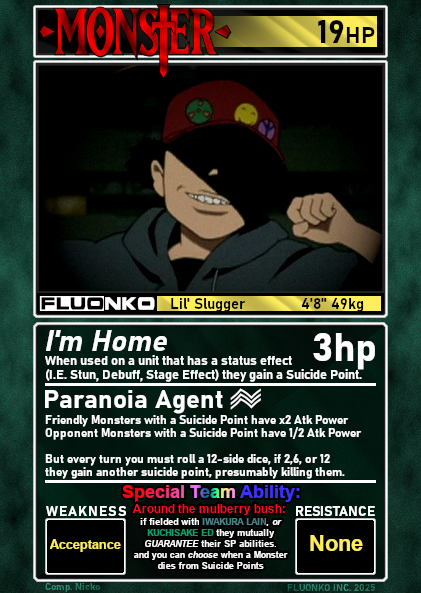 MONSTER
19HP
FLUONKO
Lil' Slugger
4'8" 49kg
I'm Home
3hp
When used on a unit that has a status effect
(I.E. Stun, Debuff, Stage Effect) they gain a Suicide Point.
Paranoia Agent
Friendly Monsters with a Suicide Point have x2 Atk Power
Opponent Monsters with a Suicide Point have 1/2 Atk Power
But every turn you must roll a 12-side dice, if 2,6, or 12
they gain another suicide point, presumably killing them.
Special Team Ability:
WEAKNESS
Acceptance
Around the mulberry bush:
if fielded with IWAKURA LAIN, or
KUCHISAKE ED they mutually
GUARANTEE their SP abilities.
and you can choose when a Monster
dies from Suicide Points
RESISTANCE
None
Comp. Nicko
FLUONKO INC. 2025